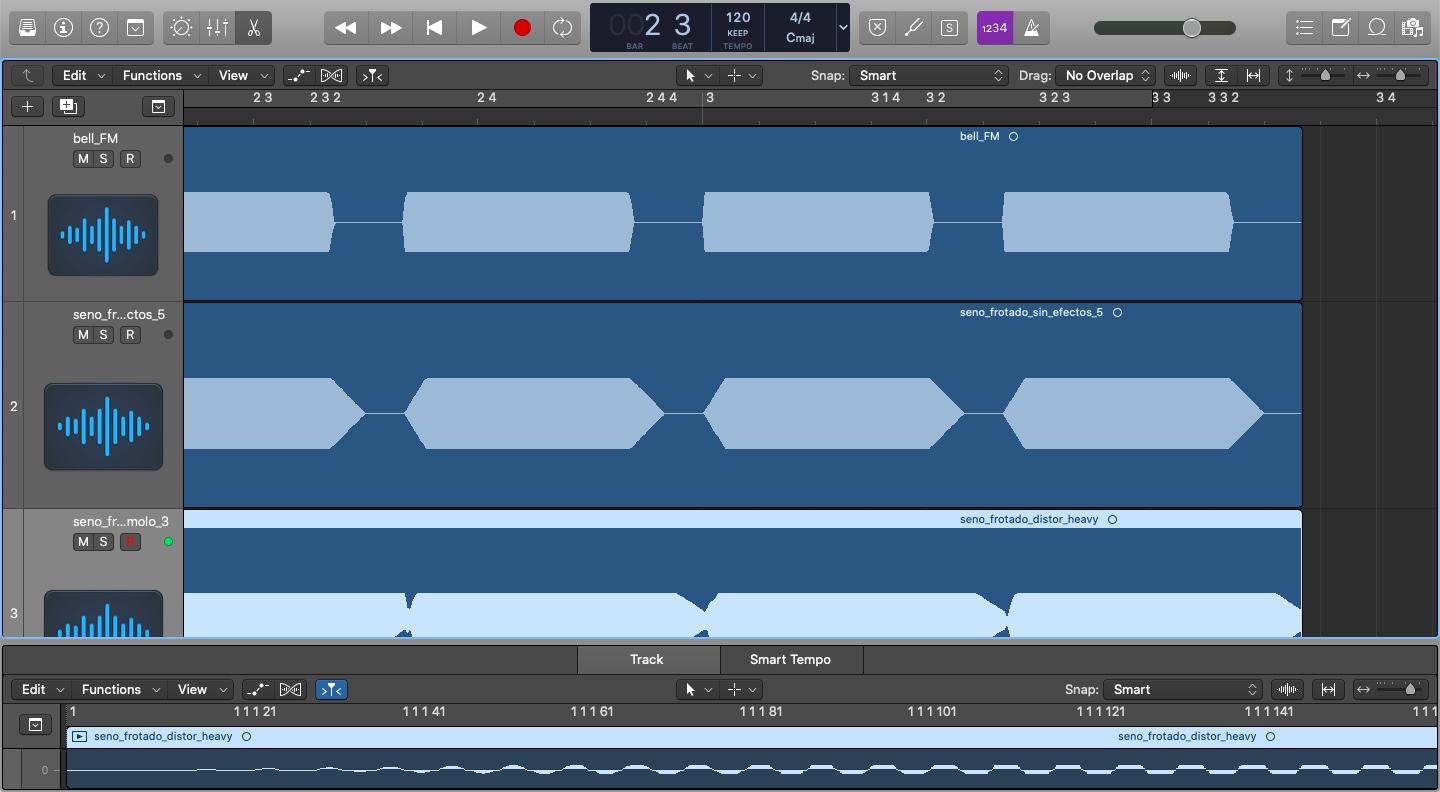 002 3 120 4/4
KEEP Cmaj
BAR BEAT TEMPO
S 1234
Edit Functions View Snap: Smart Drag: No Overlap
2 3 2 3 2 2 4 2 4 4 3 3 1 4 3 2 3 2 3 3 3 3 3 2 3 4
bell_FM bell_FM
M S R
1
seno_fr...ctos_5 seno_frotado_sin_efectos_5
M S R
2
seno_fr...molo_3 seno_frotado_distor_heavy
M S R
3
Track Smart Tempo
Edit Functions View Snap: Smart
1 1 1 1 21 1 1 1 41 1 1 1 61 1 1 1 81 1 1 1 101 1 1 1 121 1 1 1 141 1 1 1
seno_frotado_distor_heavy seno_frotado_distor_heavy
0